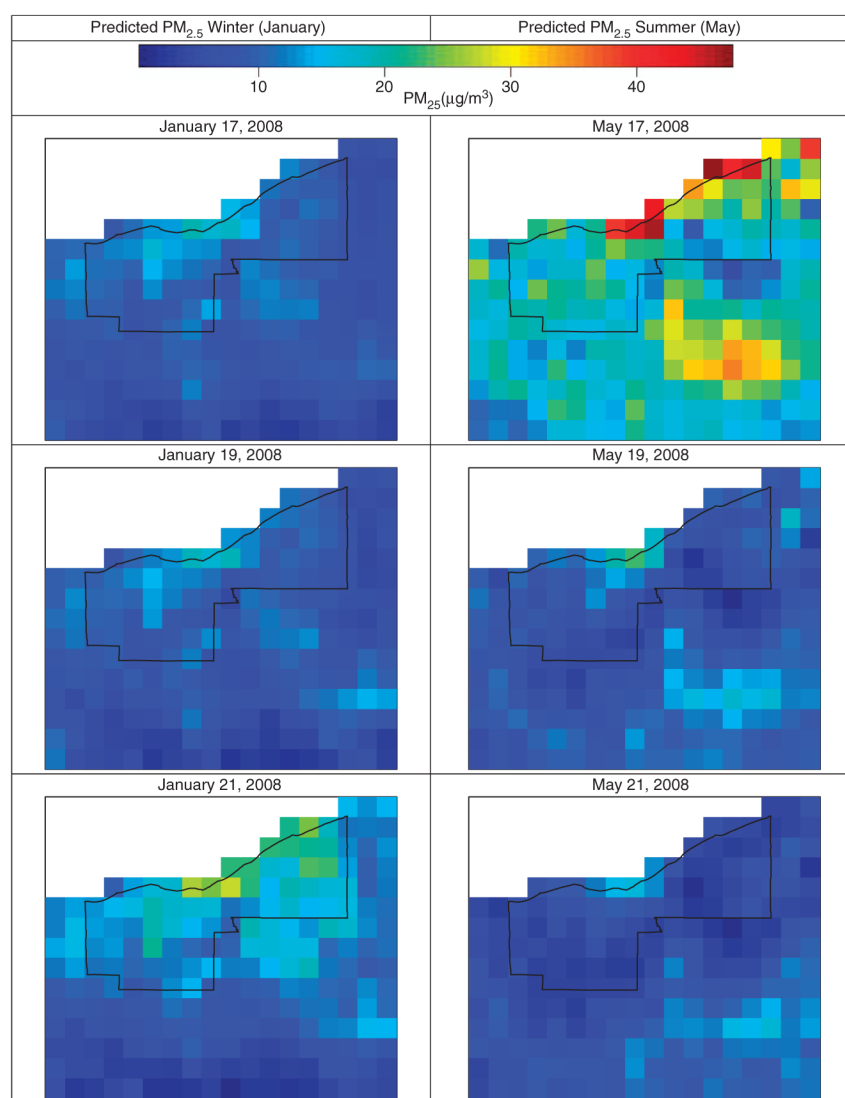 Predicted PM2.5 Winter (January) Predicted PM2.5 Summer (May)
10 20 30 40
PM25(μg/m3)
January 17, 2008 May 17, 2008
January 19, 2008 May 19, 2008
January 21, 2008 May 21, 2008